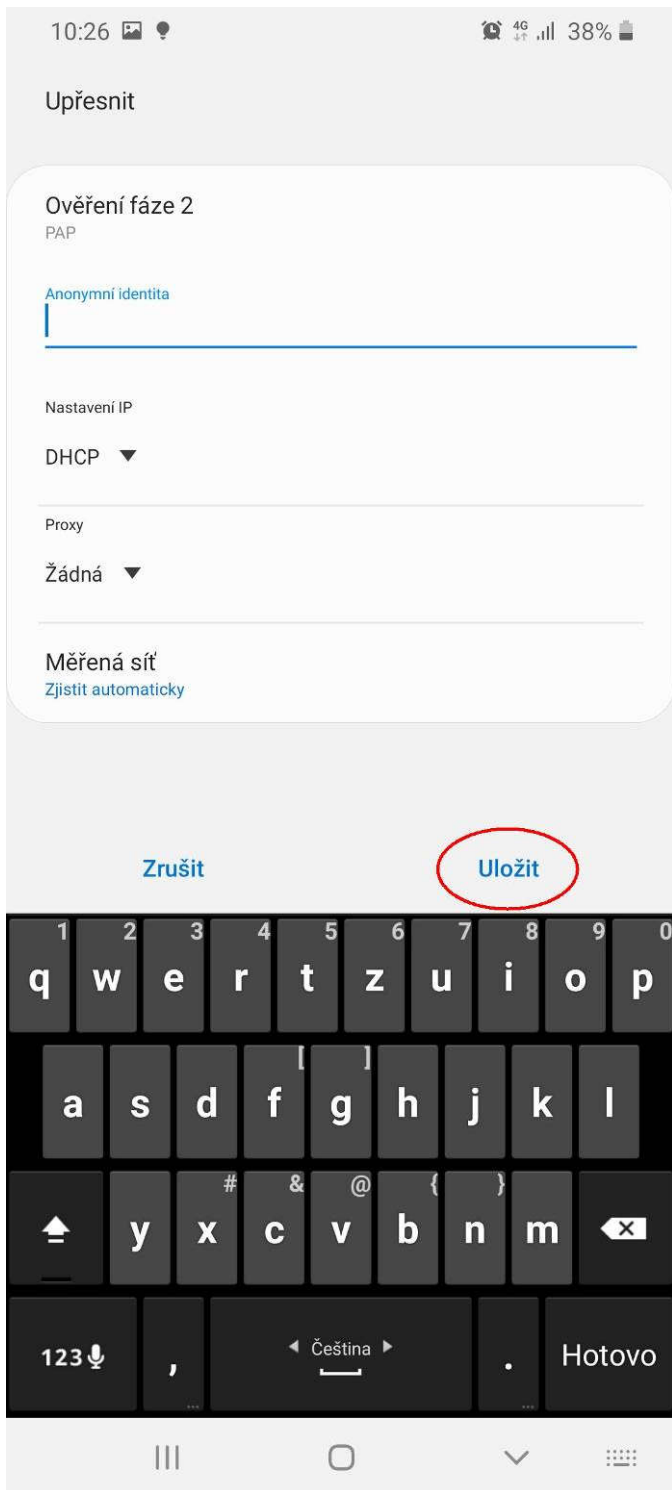 10:26 4G 38%
Upřesnit
Ověření fáze 2
PAP
Anonymní identita
Nastavení IP
DHCP
Proxy
Žádná
Měřená síť
Zjistit automaticky
Zrušit Uložit
1 2 3 4 5 6 7 8 9 0
q w e r t z u i o p
[ ]
a s d f g h j k l
# & @ { }
y x c v b n m
123 , Čeština . Hotovo